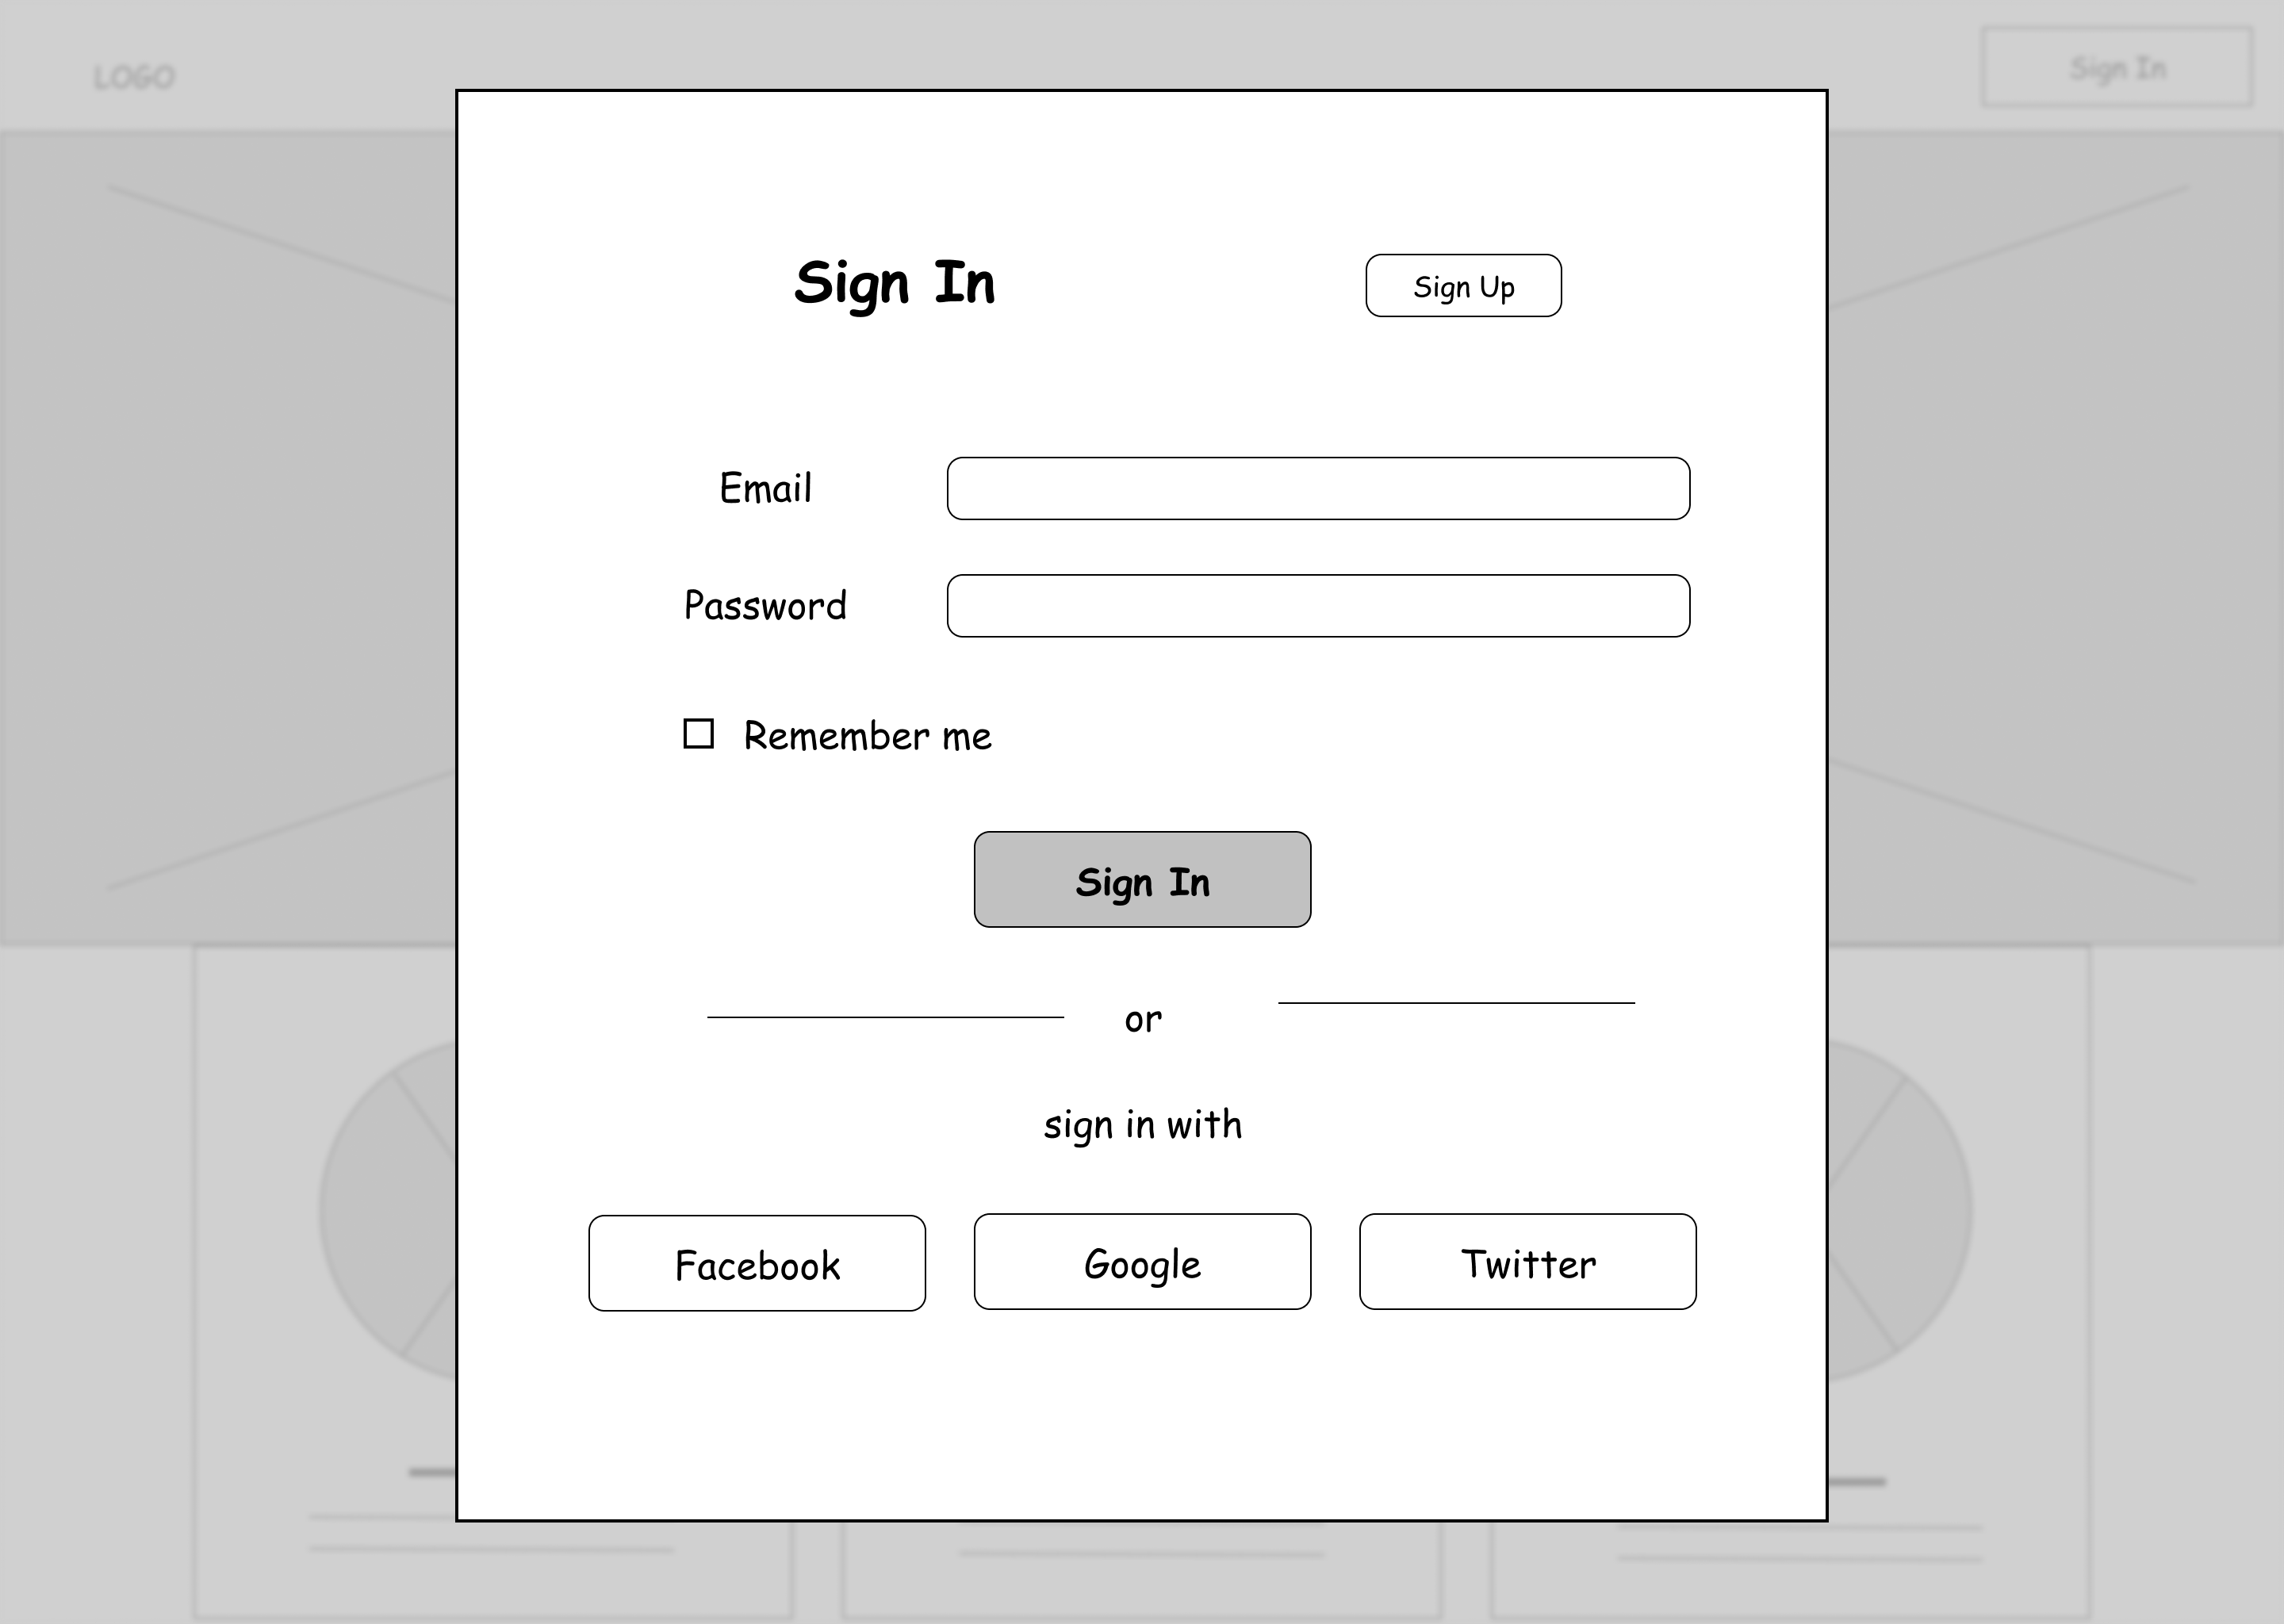 LOGO
Sign In
Sign In
Sign Up
Email
Password
Remember me
Sign In
or
sign in with
Facebook
Google
Twitter